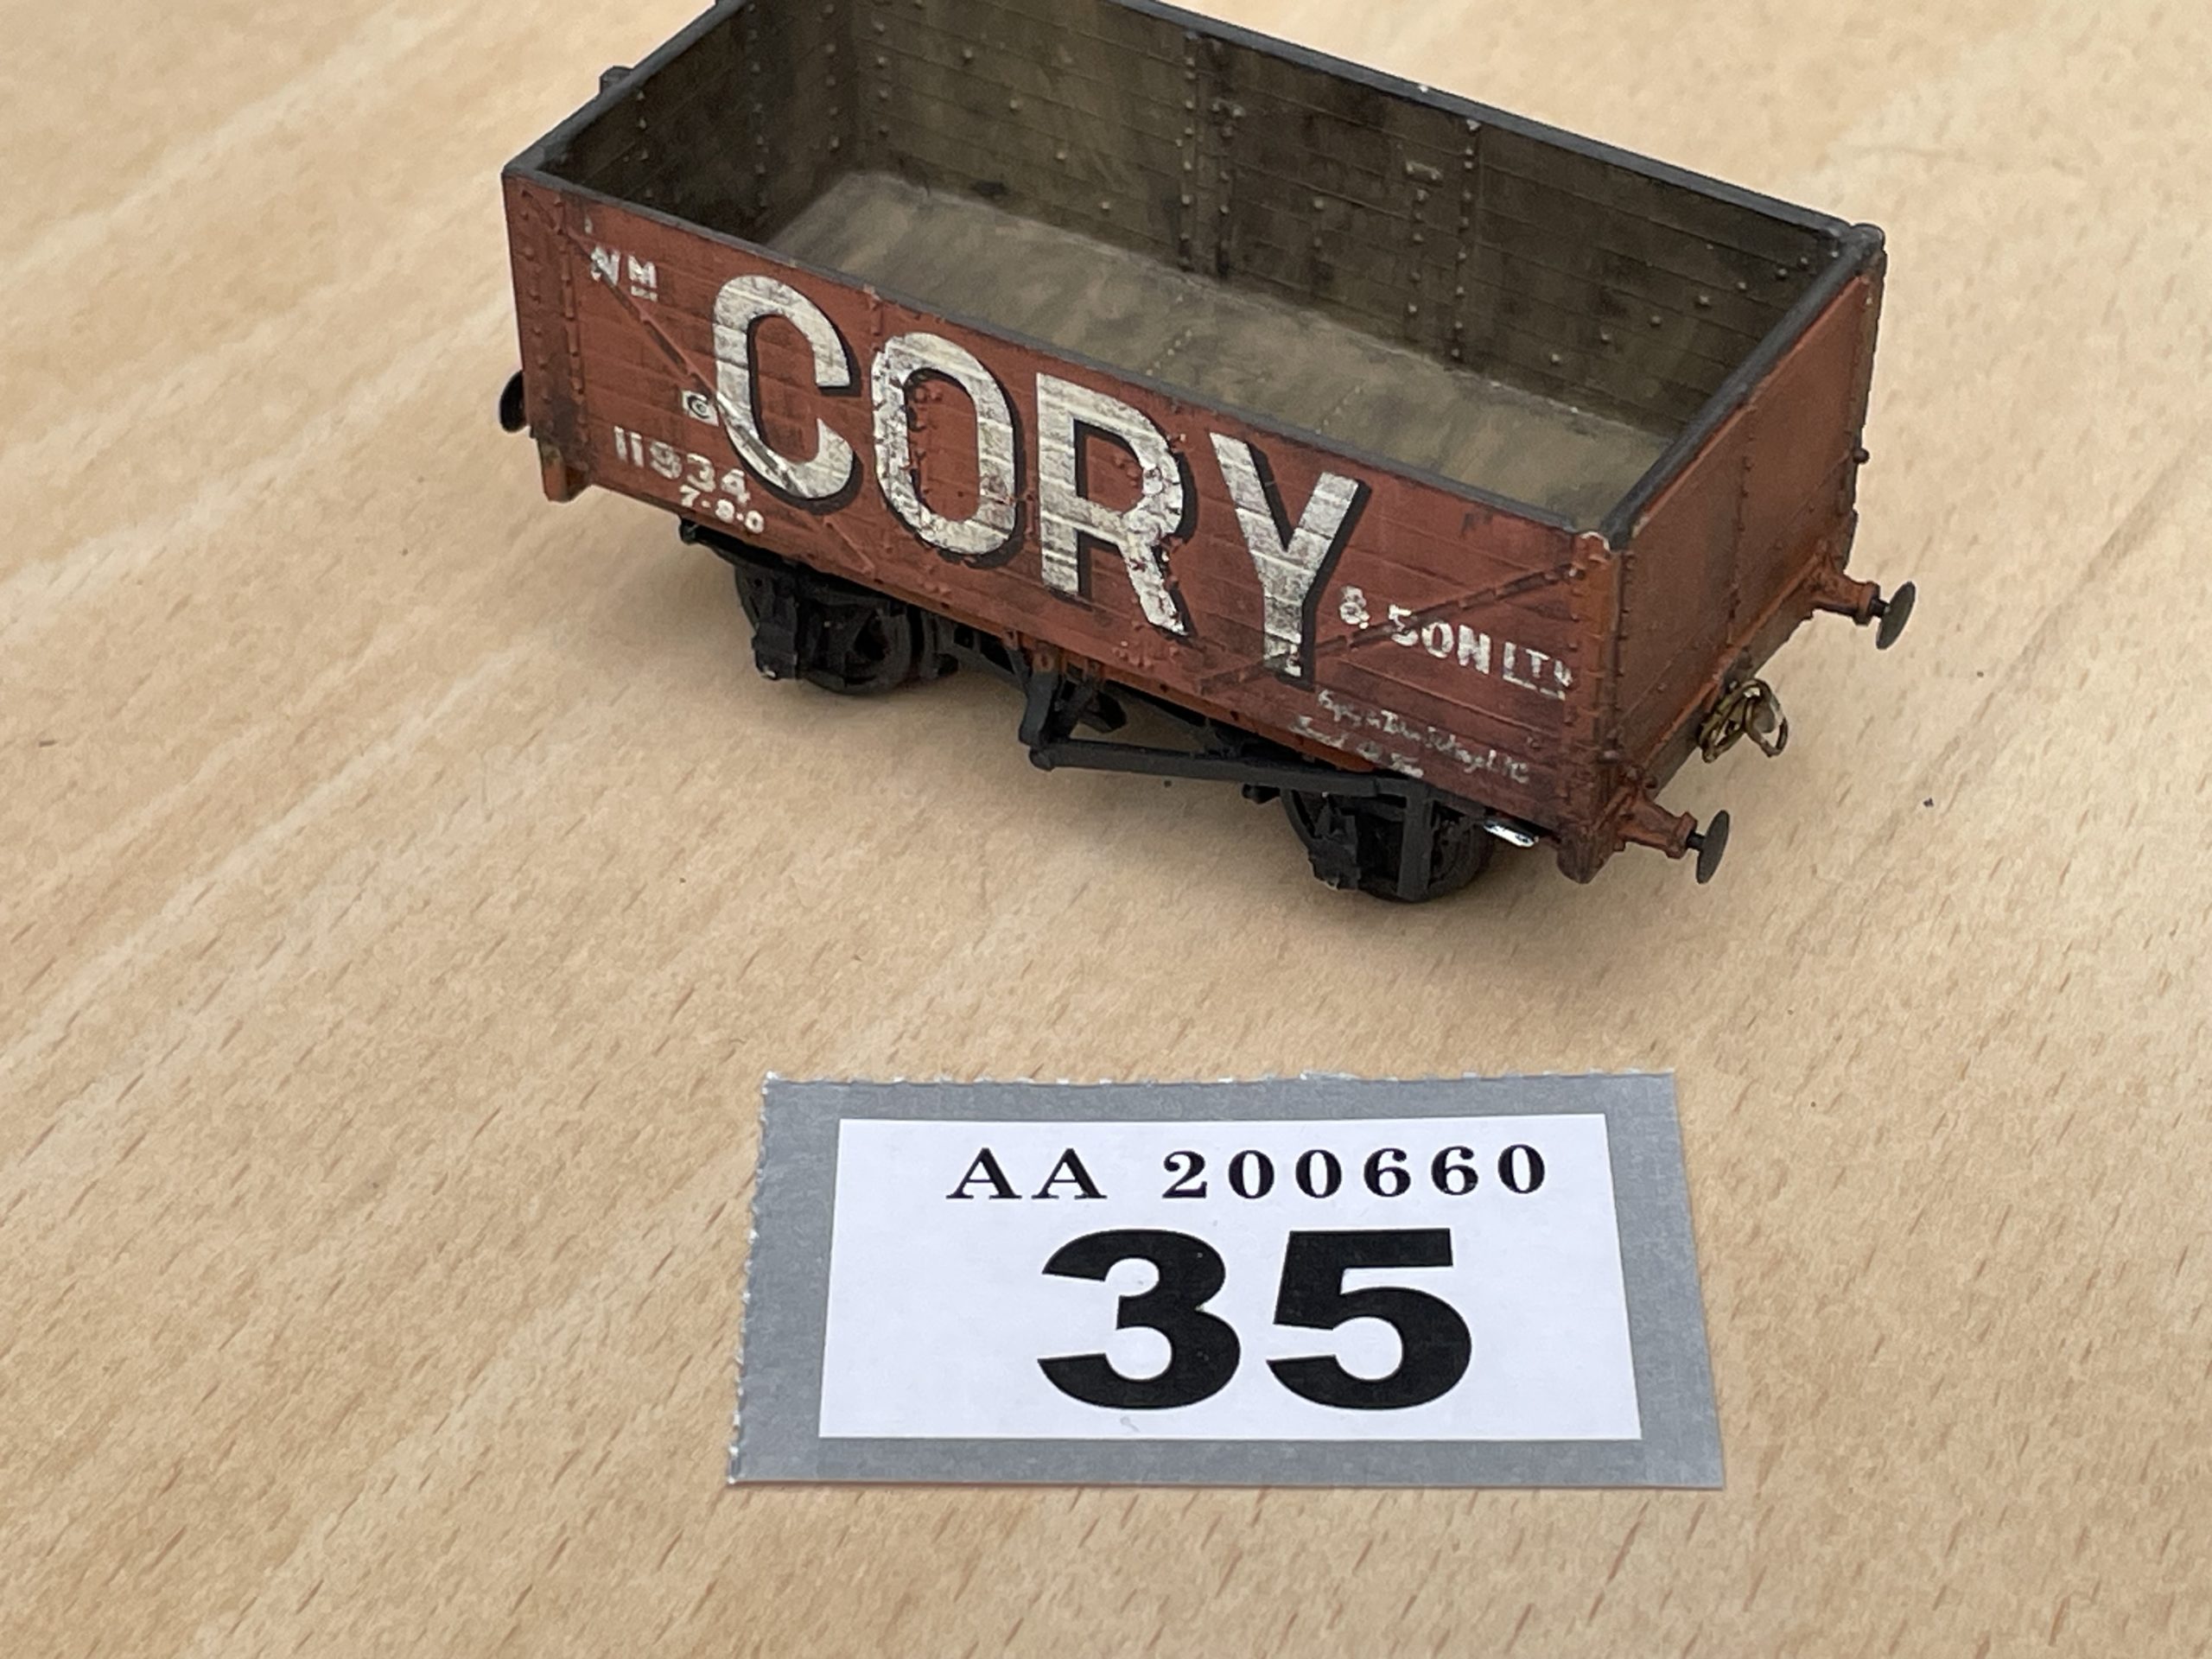 WM
CORY
C
11934
7-8-0
& SON LTD
AA 200660
35